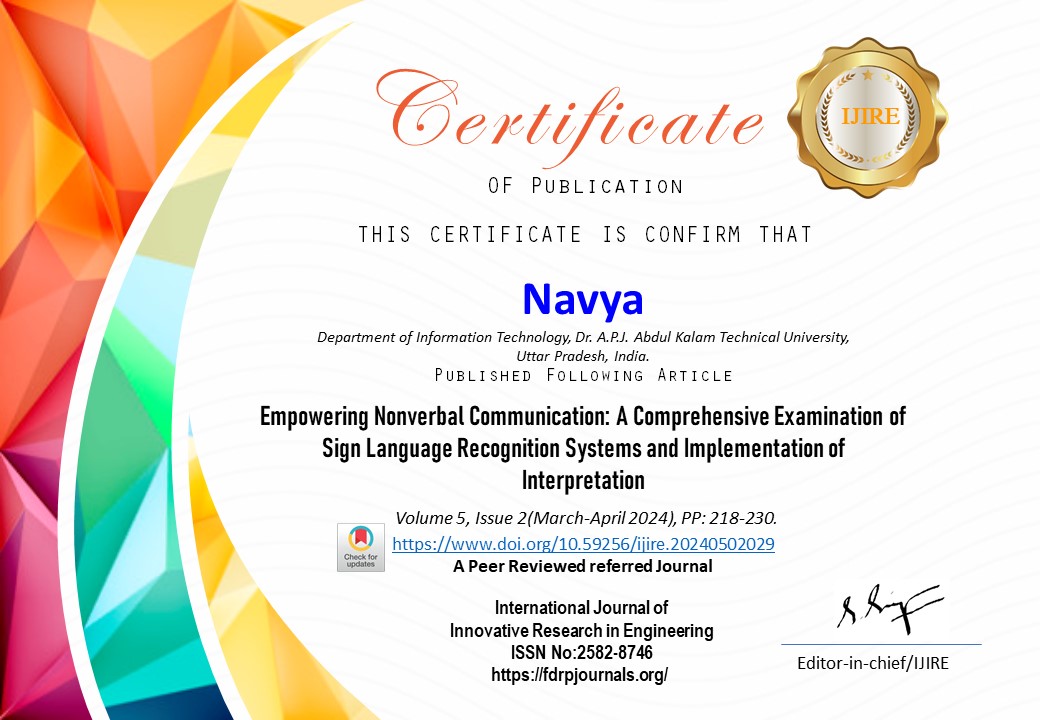 Certificate
IJIRE
OF PUBLICATION
THIS CERTIFICATE IS CONFIRM THAT
Navya
Department of Information Technology, Dr. A.P.J. Abdul Kalam Technical University,
Uttar Pradesh, India.
PUBLISHED FOLLOWING ARTICLE
Empowering Nonverbal Communication: A Comprehensive Examination of
Sign Language Recognition Systems and Implementation of
Interpretation
Volume 5, Issue 2(March-April 2024), PP: 218-230.
Check for
updates
https://www.doi.org/10.59256/ijire.20240502029
A Peer Reviewed referred Journal
International Journal of
Innovative Research in Engineering
ISSN No:2582-8746
https://fdrpjournals.org/
Editor-in-chief/IJIRE